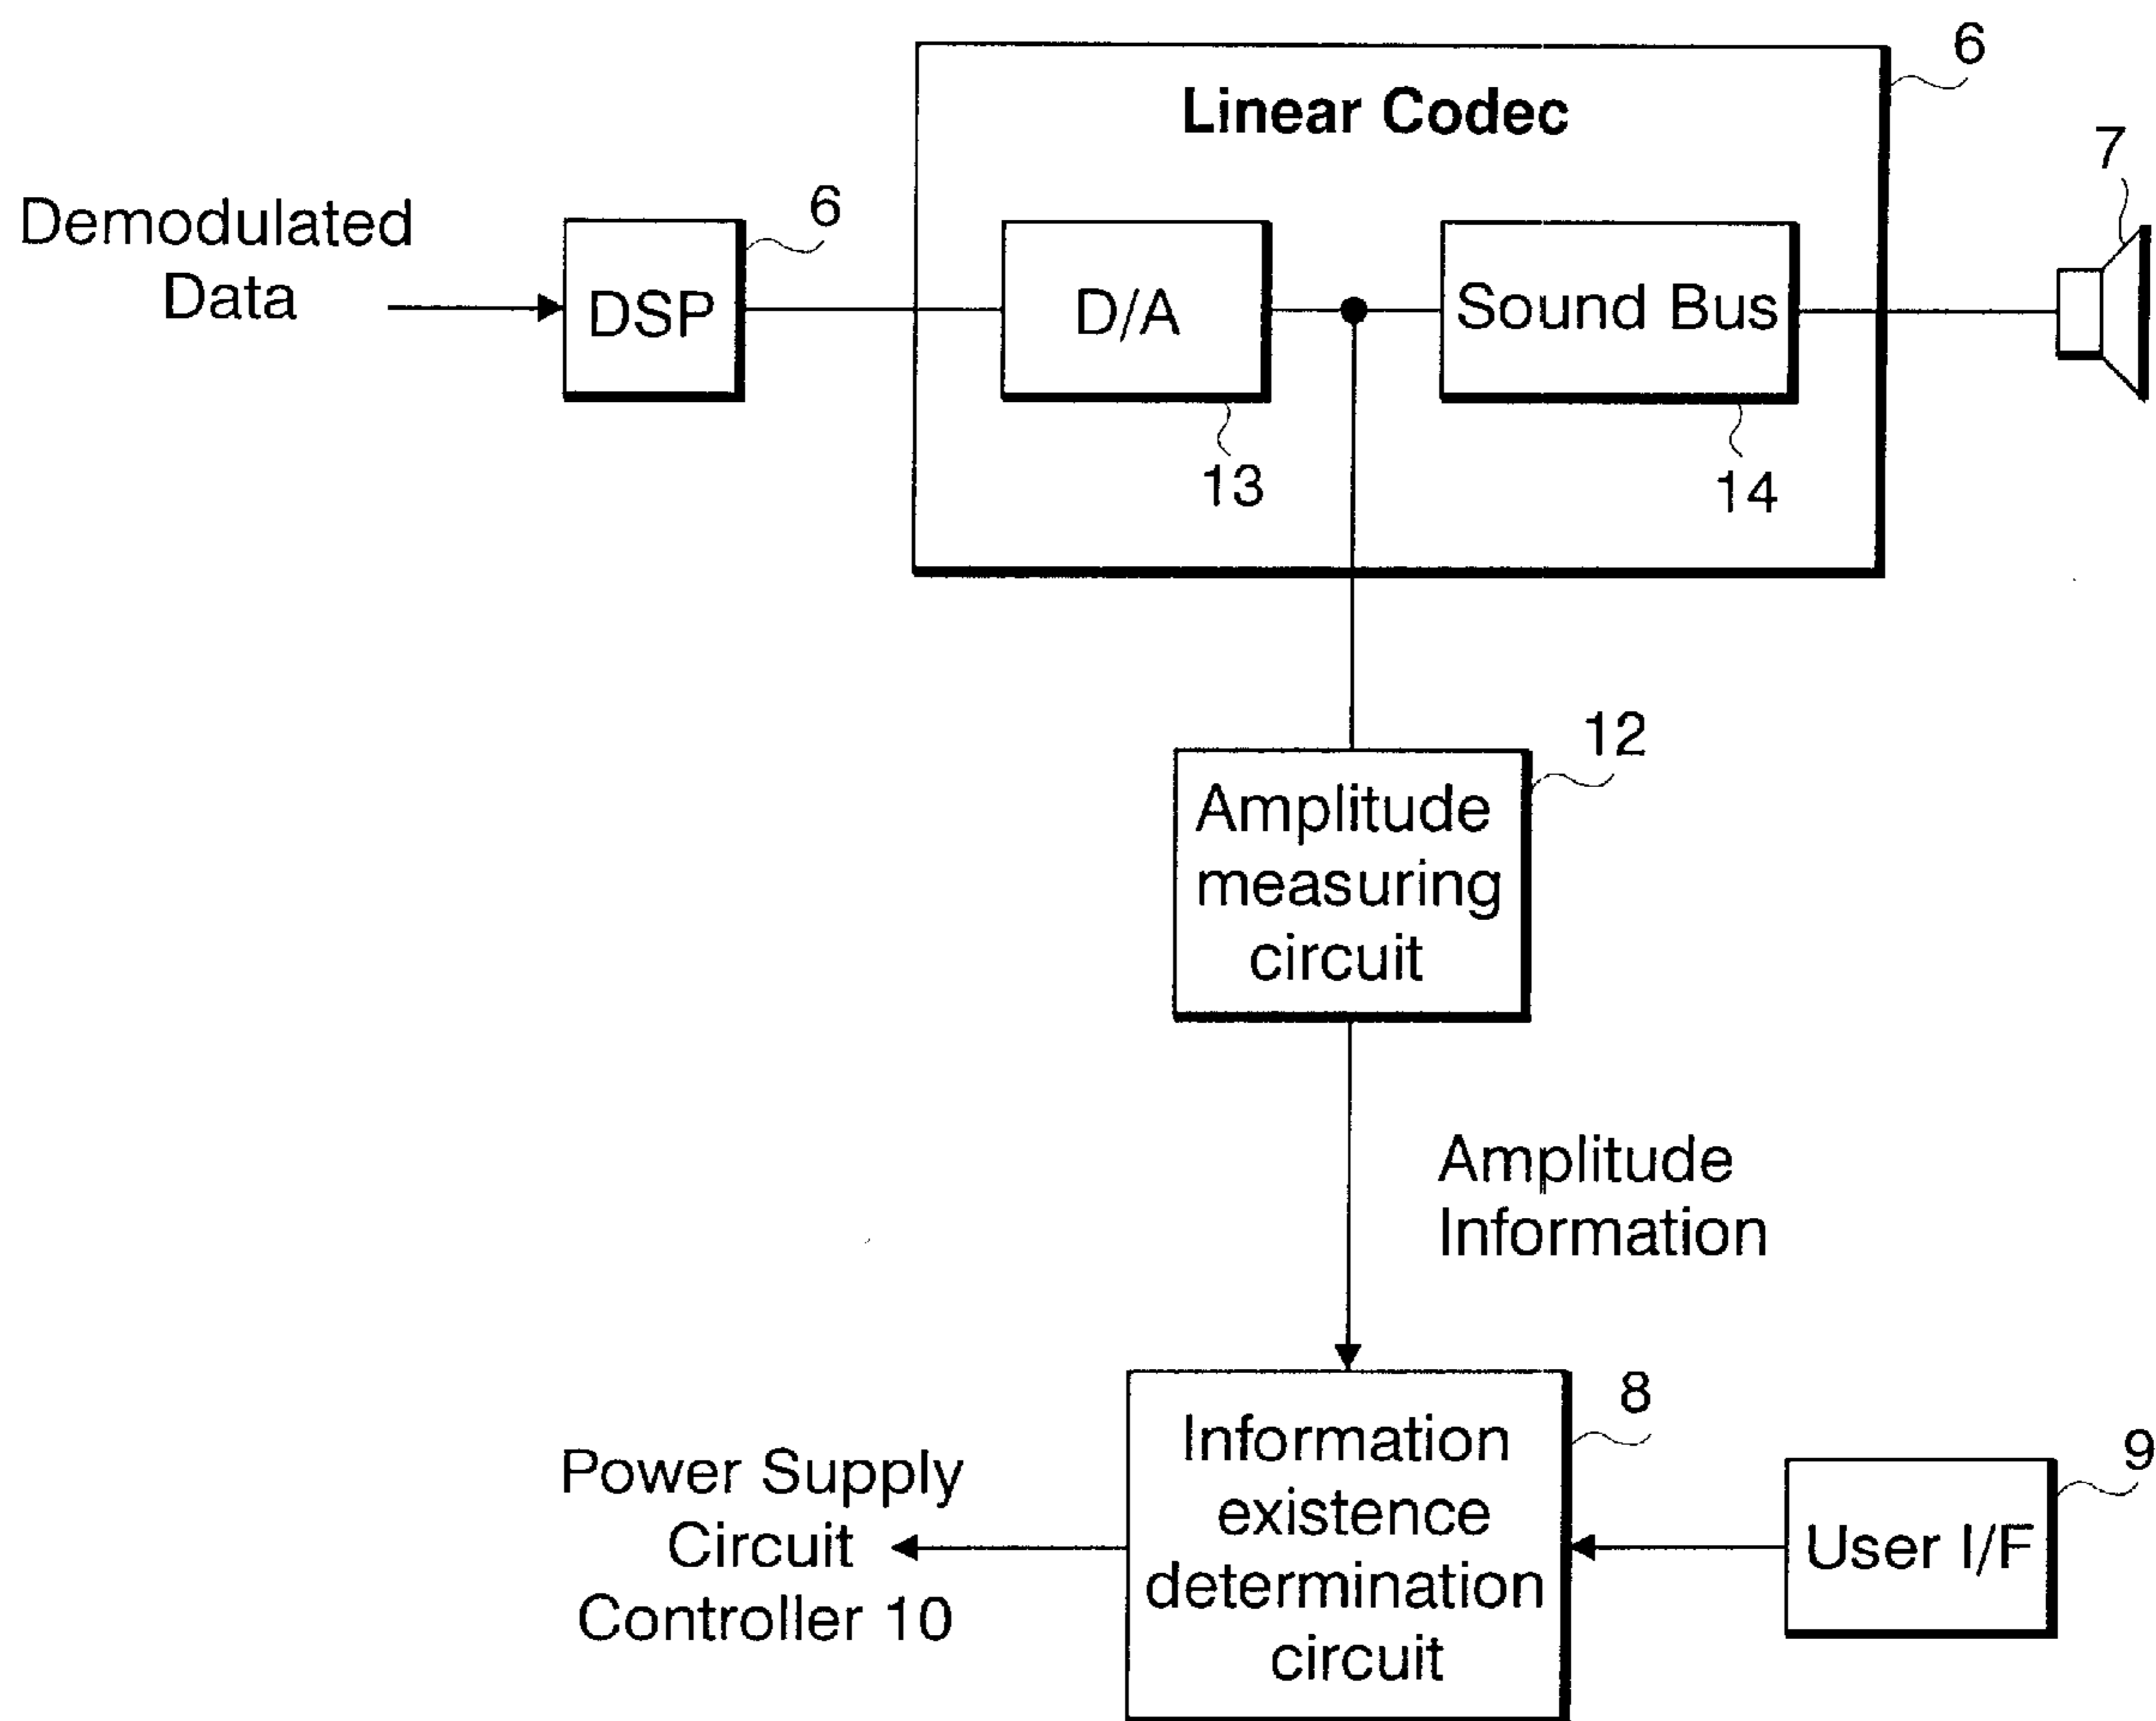 6
Linear Codec
7
Demodulated
Data
6
DSP
D/A
Sound Bus
13
14
12
Amplitude
measuring
circuit
Amplitude
Information
8
Information
existence
determination
circuit
Power Supply
Circuit
Controller 10
9
User I/F